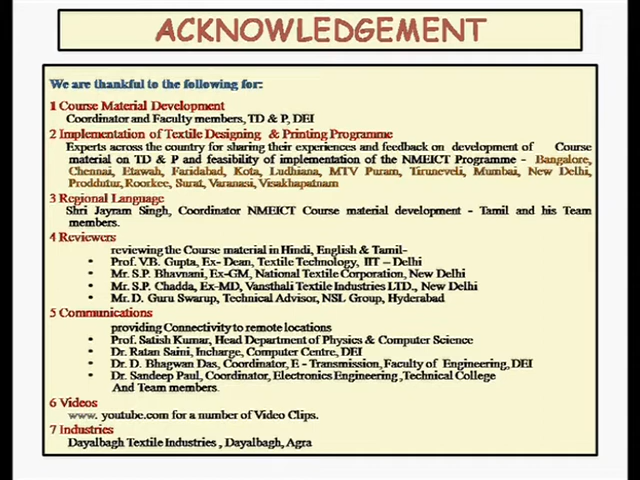 ACKNOWLEDGEMENT
We are thankful to the following for:
1 Course Material Development
Coordinator and Faculty members, TD & P, DEI
2 Implementation of Textile Designing & Printing Programme
Experts across the country for sharing their experiences and feedback on development of Course
material on TD & P and feasibility of implementation of the NMEICT Programme - Bangalore,
Chennai, Etawah, Faridabad, Kota, Ludhiana, MTV Puram, Tiruneveli, Mumbai, New Delhi,
Proddutur, Roorkee, Surat, Varanasi, Visakhapatnam
3 Regional Language
Shri Jayram Singh, Coordinator NMEICT Course material development - Tamil and his Team
members.
4 Reviewers
reviewing the Course material in Hindi, English & Tamil-
• Prof. V.B. Gupta, Ex- Dean, Textile Technology, IIT – Delhi
• Mr. S.P. Bhavnani, Ex-GM, National Textile Corporation, New Delhi
• Mr. S.P. Chadda, Ex-MD, Vansthali Textile Industries LTD., New Delhi
• Mr. D. Guru Swarup, Technical Advisor, NSL Group, Hyderabad
5 Communications
providing Connectivity to remote locations
• Prof. Satish Kumar, Head Department of Physics & Computer Science
• Dr. Ratan Saini, Incharge, Computer Centre, DEI
• Dr. D. Bhagwan Das, Coordinator, E - Transmission, Faculty of Engineering, DEI
• Dr. Sandeep Paul, Coordinator, Electronics Engineering ,Technical College
And Team members.
6 Videos
www. youtube.com for a number of Video Clips.
7 Industries
Dayalbagh Textile Industries , Dayalbagh, Agra